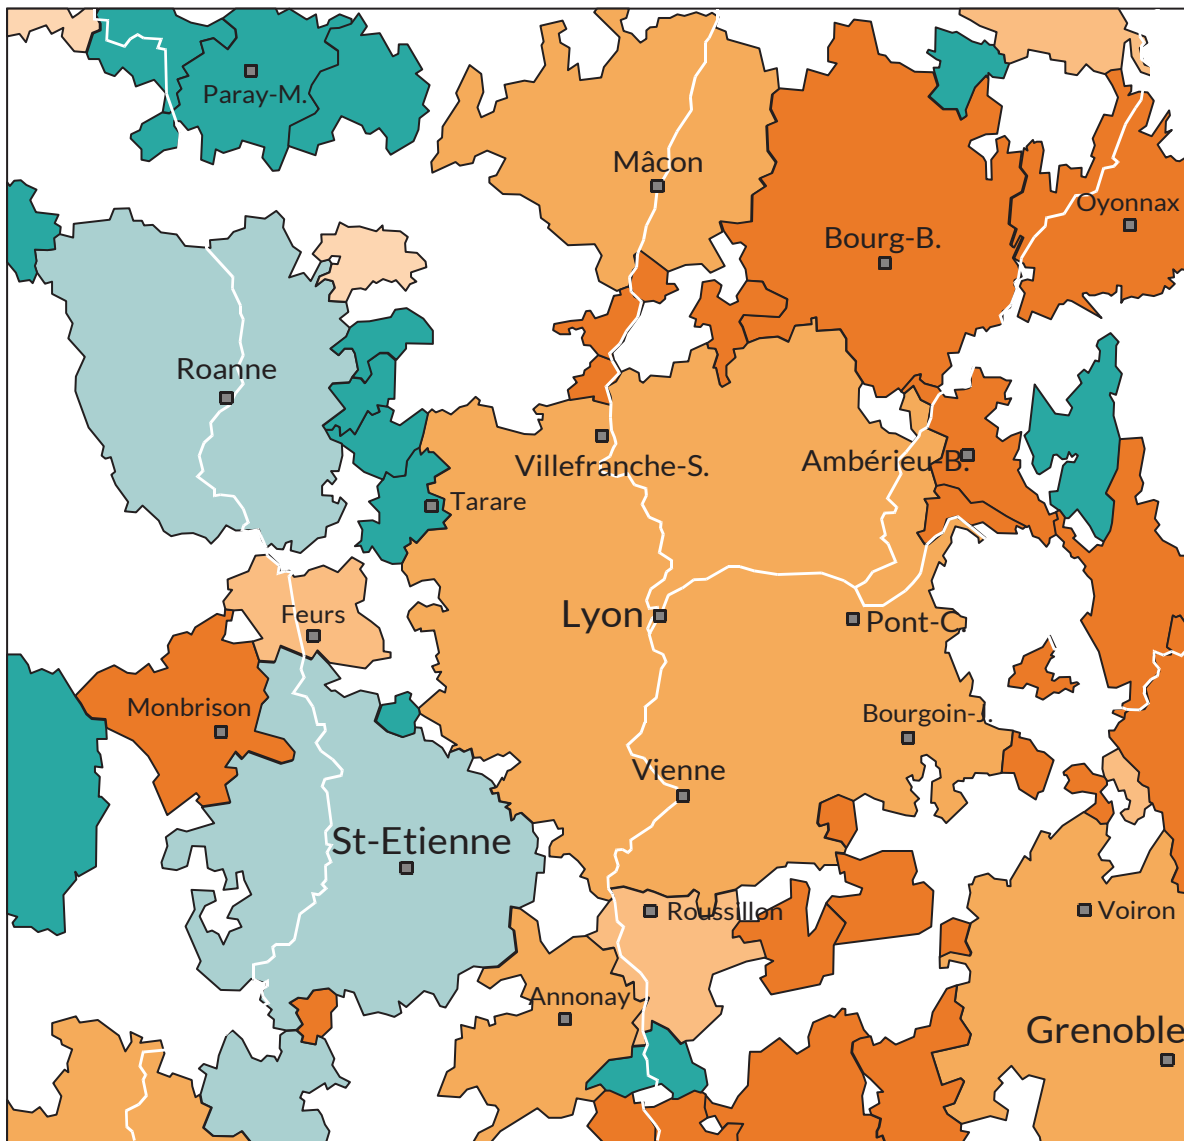 Paray-M.
Mâcon
Oyonnax
Bourg-B.
Roanne
Villefranche-S.
Ambérieu-B.
Tarare
Lyon
Feurs
Pont-C.
Monbrison
Bourgoin-J.
Vienne
St-Etienne
Roussillon
Voiron
Annonay
Grenoble